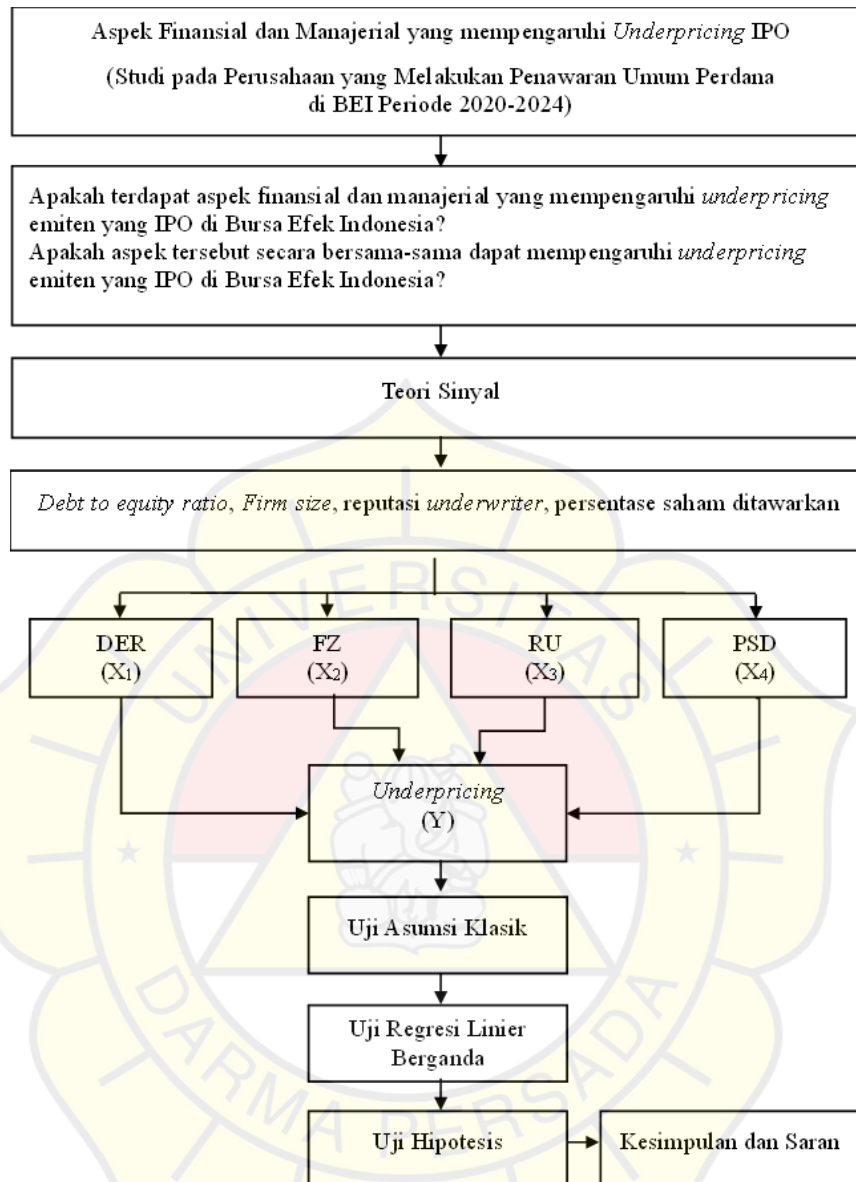 Aspek Finansial dan Manajerial yang mempengaruhi Underpricing IPO
(Studi pada Perusahaan yang Melakukan Penawaran Umum Perdana
di BEI Periode 2020-2024)
Apakah terdapat aspek finansial dan manajerial yang mempengaruhi underpricing
emiten yang IPO di Bursa Efek Indonesia?
Apakah aspek tersebut secara bersama-sama dapat mempengaruhi underpricing
emiten yang IPO di Bursa Efek Indonesia?
Teori Sinyal
Debt to equity ratio, Firm size, reputasi underwriter, persentase saham ditawarkan
DER
(X1)
FZ
(X2)
RU
(X3)
PSD
(X4)
Underpricing
(Y)
Uji Asumsi Klasik
Uji Regresi Linier
Berganda
Uji Hipotesis
Kesimpulan dan Saran
UNIVERSITAS
DARMA PERSADA